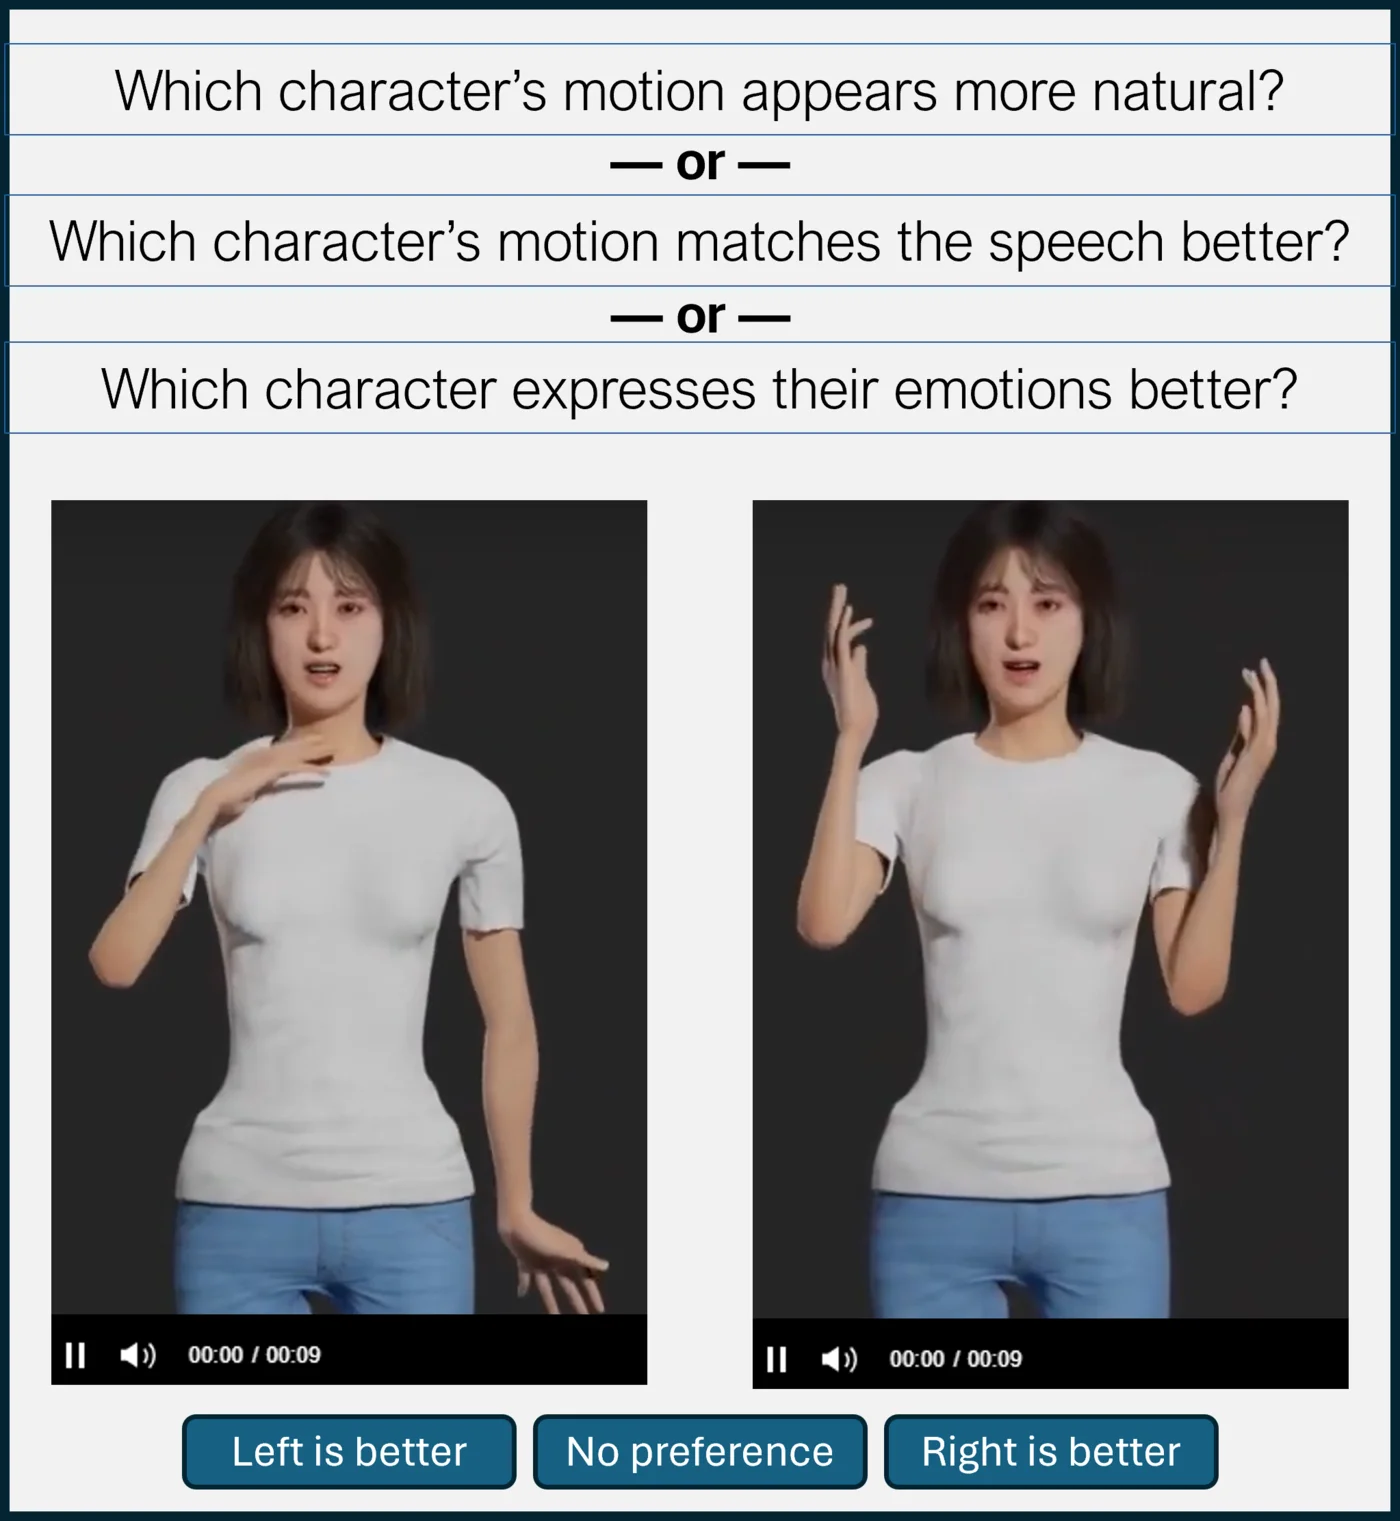 Which character’s motion appears more natural?
— or —
Which character’s motion matches the speech better?
— or —
Which character expresses their emotions better?
00:00 / 00:09
00:00 / 00:09
Left is better
No preference
Right is better